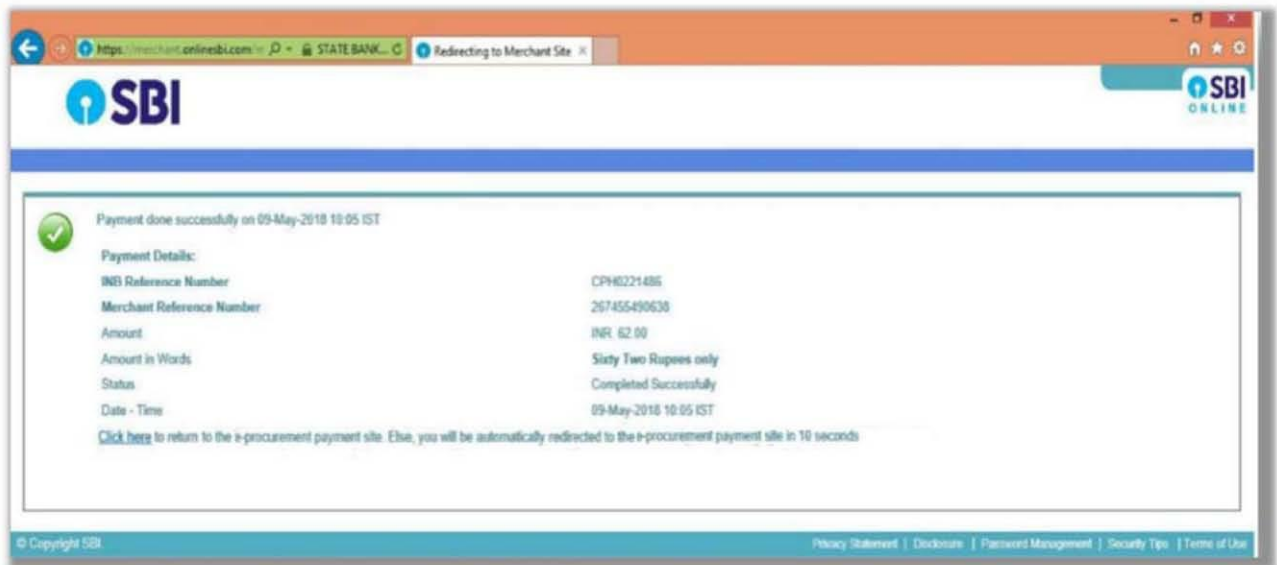 https://merchant.onlinesbi.com/ STATE BANK... Redirecting to Merchant Site
SBI
SBI
ONLINE
Payment done successfully on 09-May-2018 10:05 IST
Payment Details:
INB Reference Number CPH0221486
Merchant Reference Number 267455490638
Amount INR. 62.00
Amount in Words Sixty Two Rupees only
Status Completed Successfully
Date - Time 09-May-2018 10:05 IST
Click here to return to the e-procurement payment site. Else, you will be automatically redirected to the e-procurement payment site in 10 seconds
© Copyright SBI. Privacy Statement | Disclosure | Password Management | Security Tips | Terms of Use